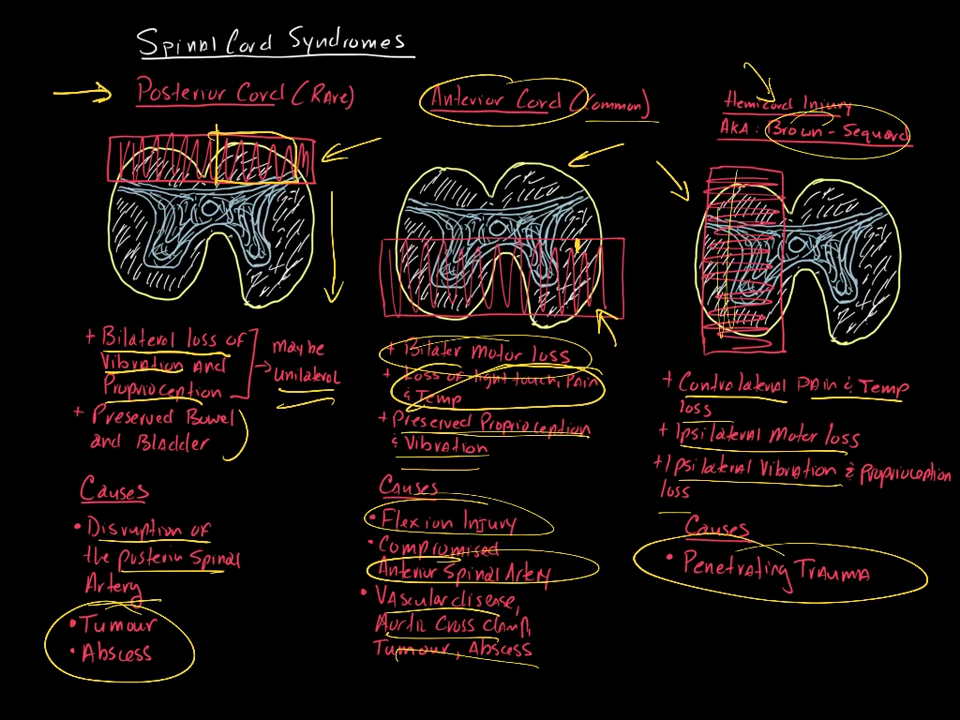 Spinal Cord Syndromes
Posterior Cord (Rare)
+ Bilateral loss of
Vibration and
Proprioception
→ may be
unilateral
+ Preserved Bowel
and Bladder
Causes
• Disruption of
the Posterior Spinal
Artery
• Tumour
• Abscess
Anterior Cord (Common)
+ Bilater Motor loss
+ Loss of light touch, Pain
& Temp
+ Preserved Proprioception
& Vibration
Causes
• Flexion Injury
• Compromised
Anterior Spinal Artery
• Vascular disease,
Aortic Cross Clamp,
Tumour, Abscess
Hemicord Injury
AKA: Brown-Sequard
+ Contralateral Pain & Temp
loss
+ Ipsilateral Motor loss
+ Ipsilateral Vibration & Proprioception
loss
Causes
• Penetrating Trauma